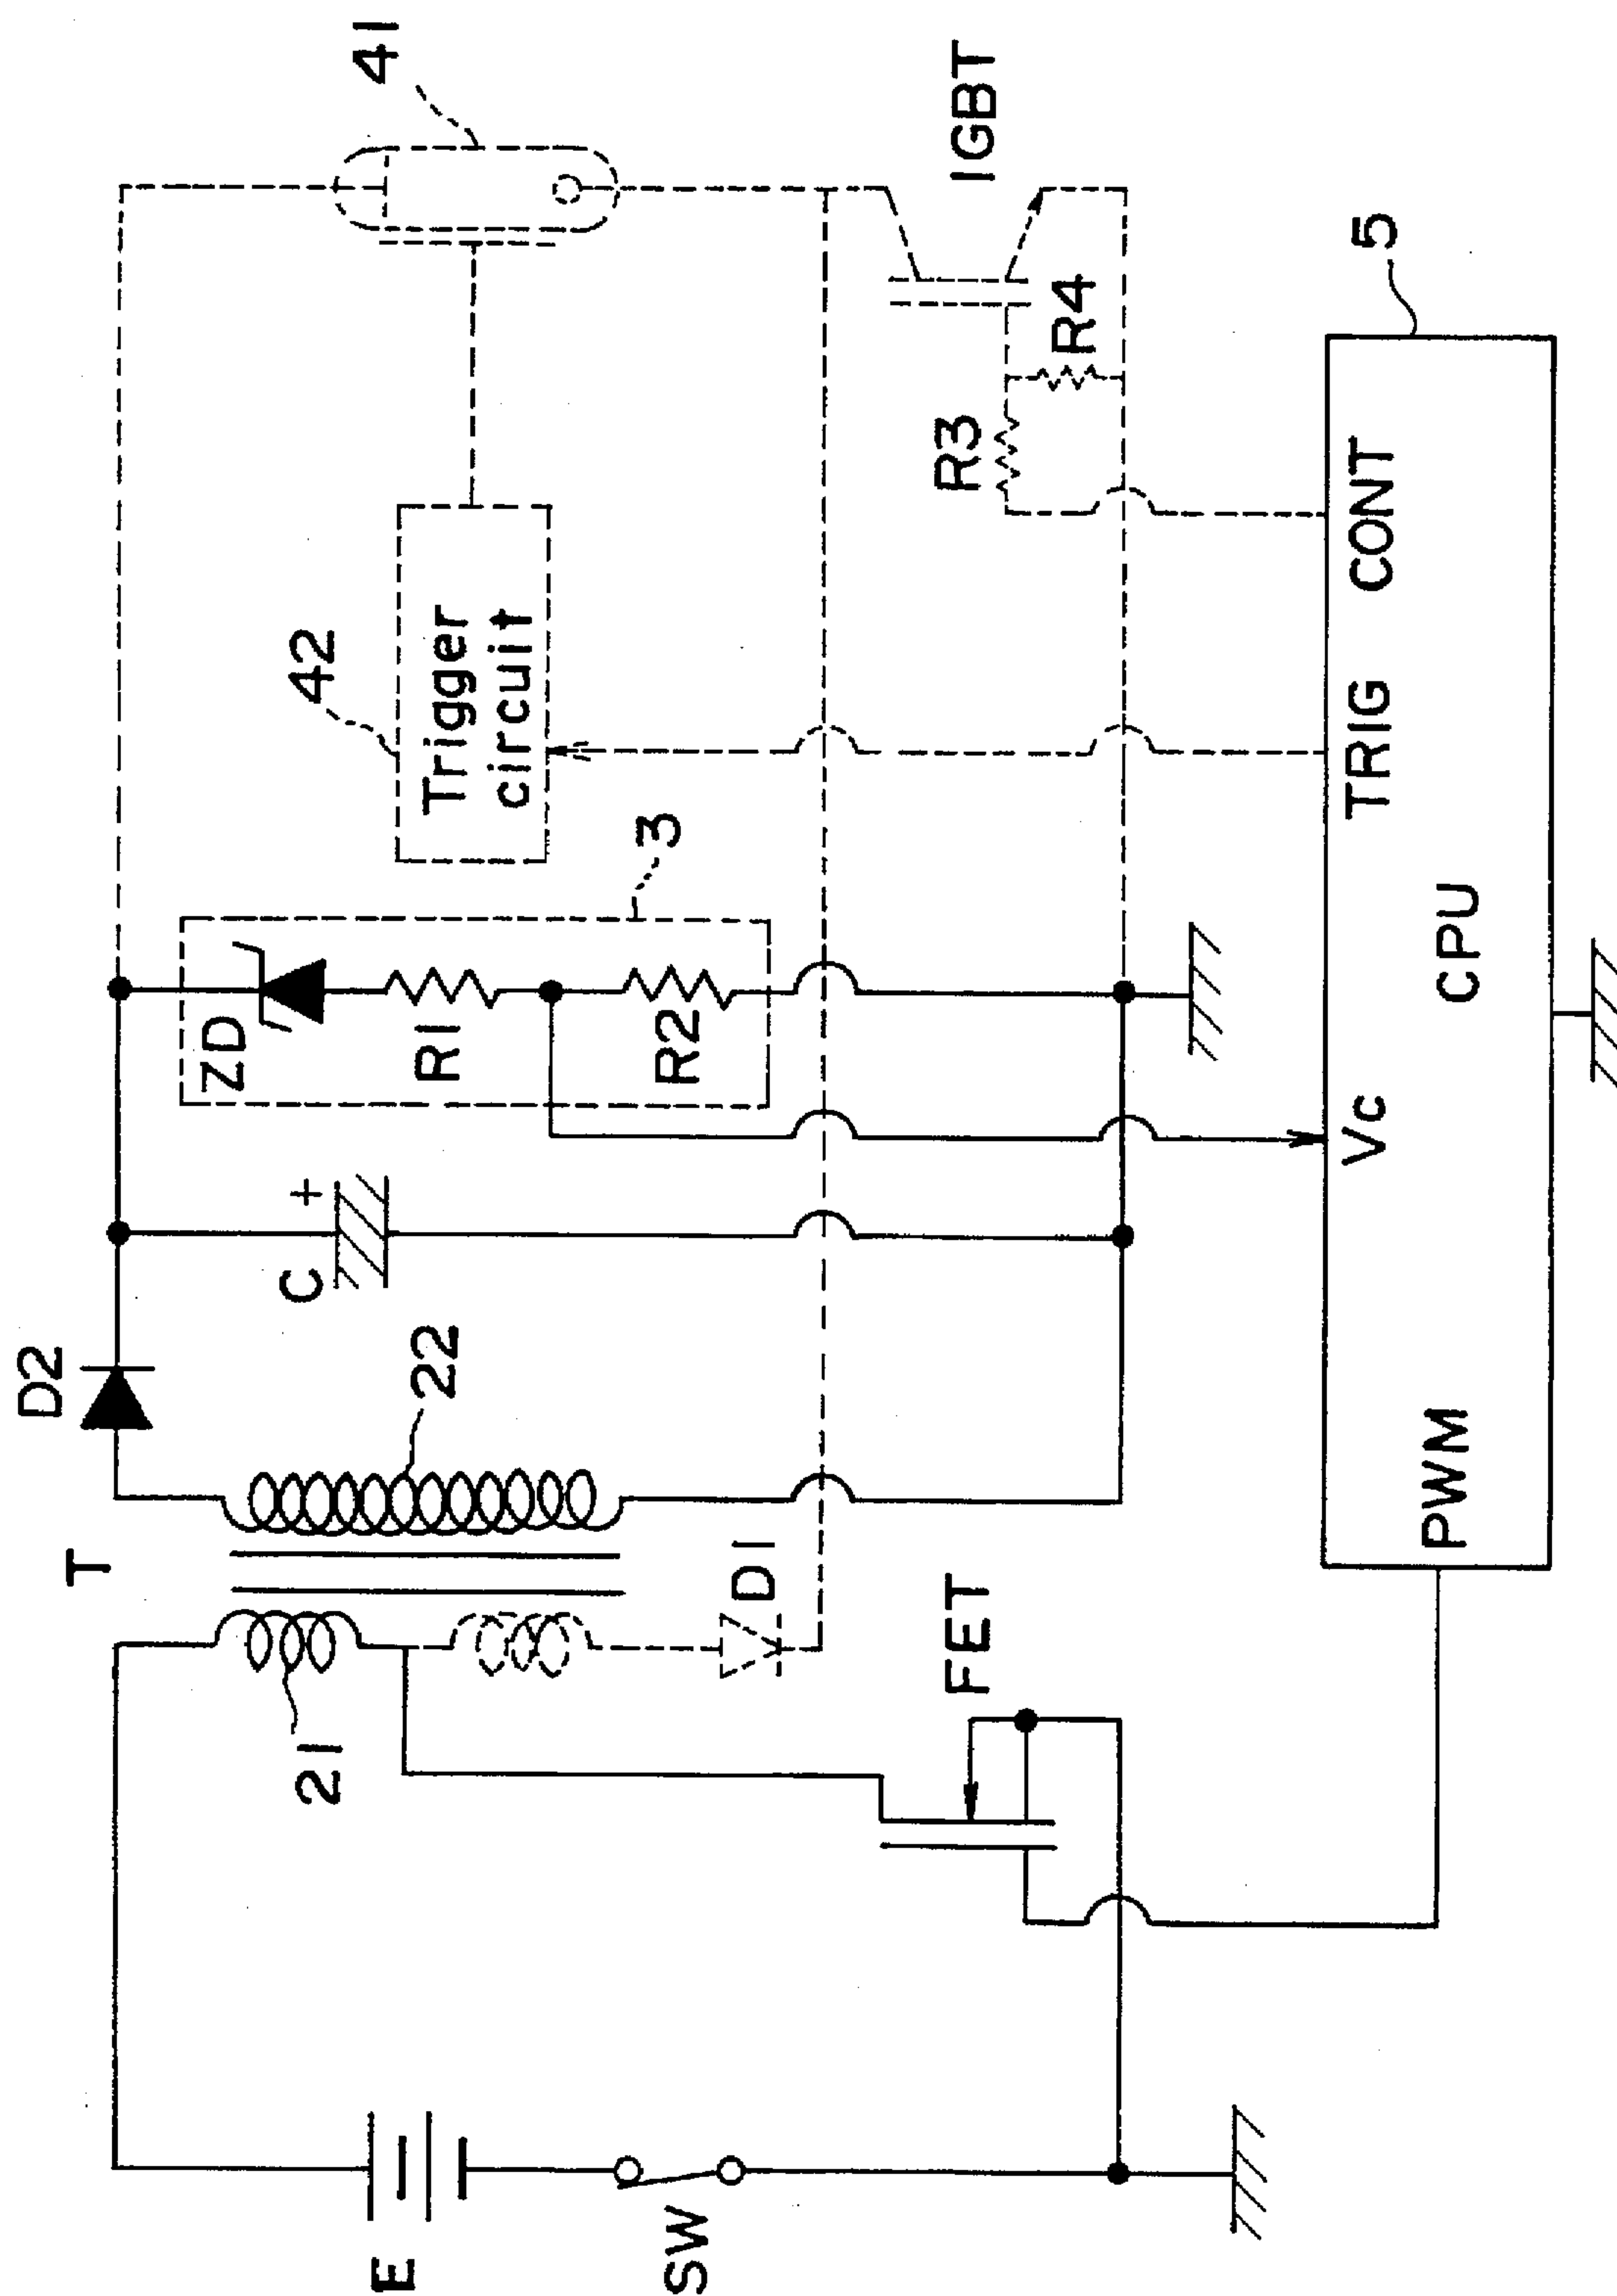 T
D2
41
42
Trigger
circuit
C
+
ZD
22
21
R1
3
R2
D1
R3
R4
IGBT
FET
E
SW
5
PWM
Vc
TRIG
CONT
CPU